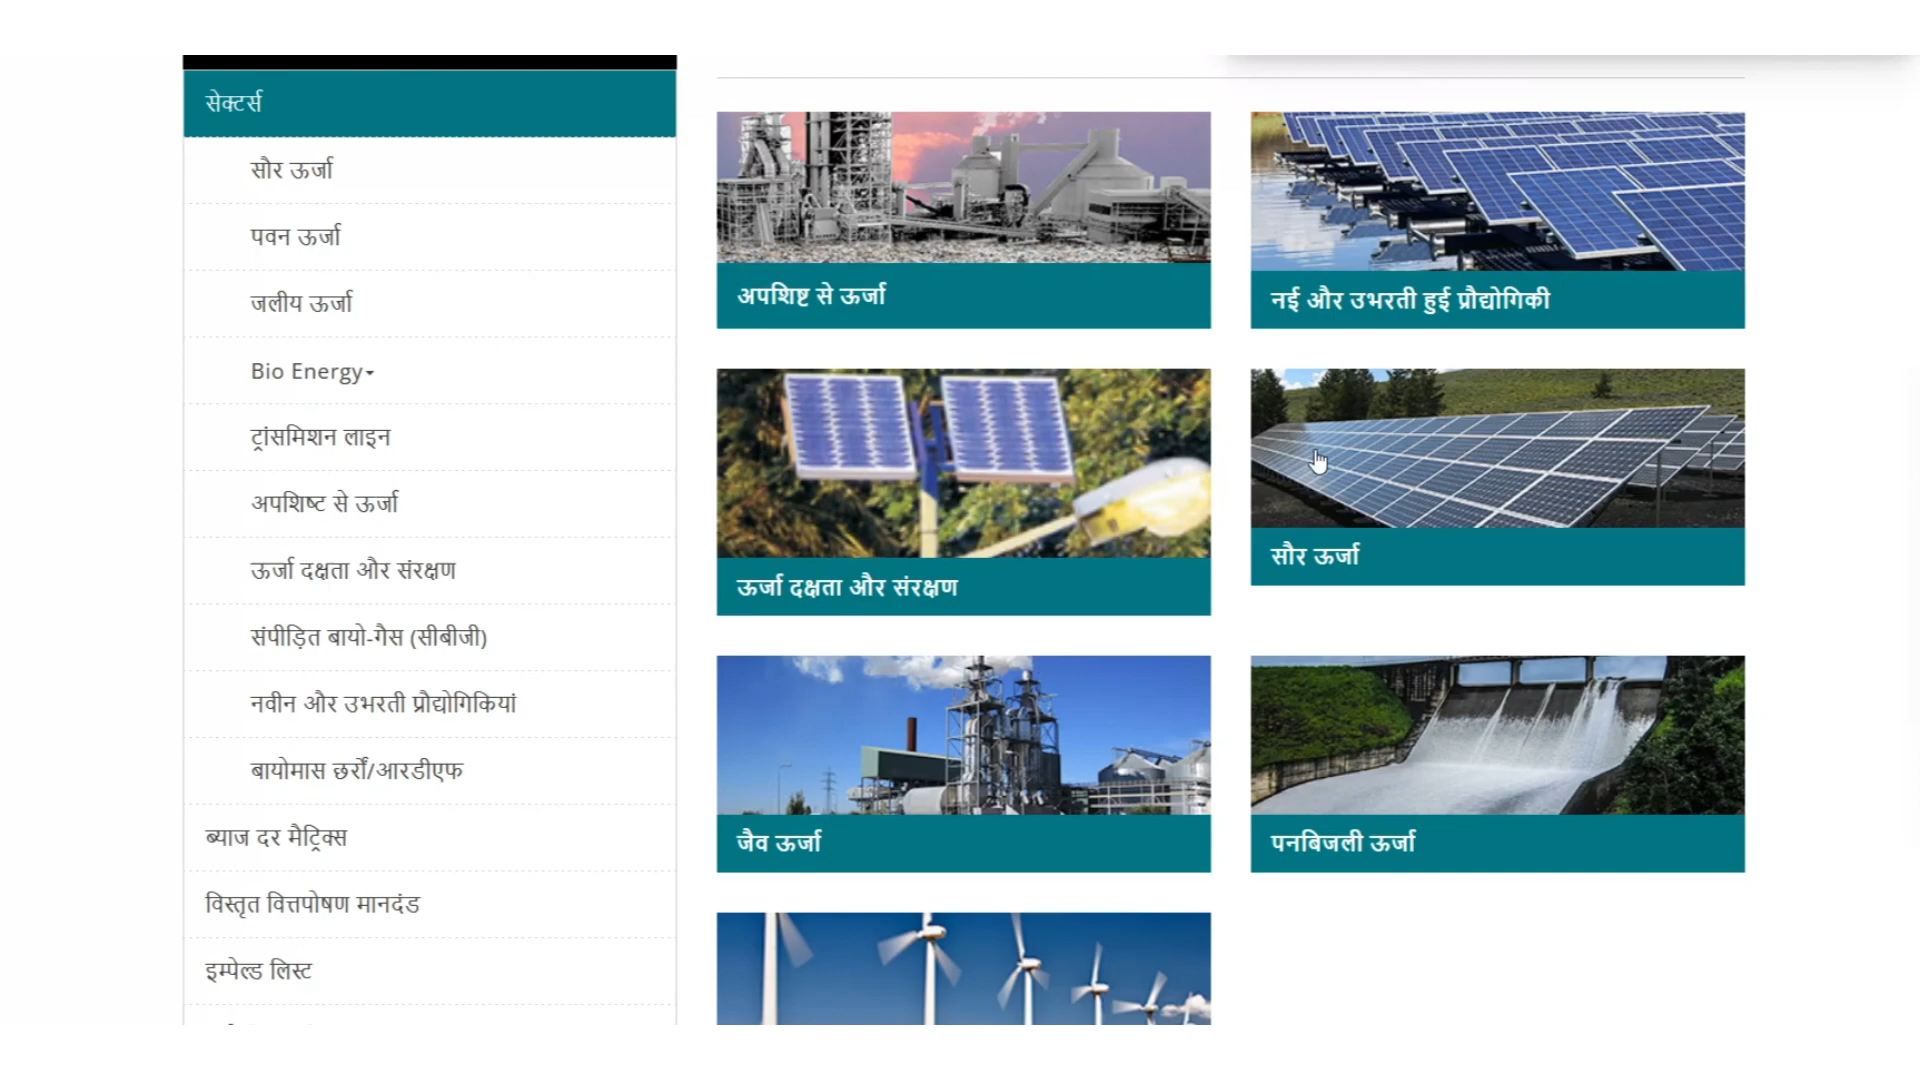 सेक्टर्स
सौर ऊर्जा
पवन ऊर्जा
जलीय ऊर्जा
Bio Energy
ट्रांसमिशन लाइन
अपशिष्ट से ऊर्जा
ऊर्जा दक्षता और संरक्षण
संपीड़ित बायो-गैस (सीबीजी)
नवीन और उभरती प्रौद्योगिकियां
बायोमास छर्रों/आरडीएफ
ब्याज दर मैट्रिक्स
विस्तृत वित्तपोषण मानदंड
इम्पेल्ड लिस्ट
अपशिष्ट से ऊर्जा
नई और उभरती हुई प्रौद्योगिकी
ऊर्जा दक्षता और संरक्षण
सौर ऊर्जा
जैव ऊर्जा
पनबिजली ऊर्जा